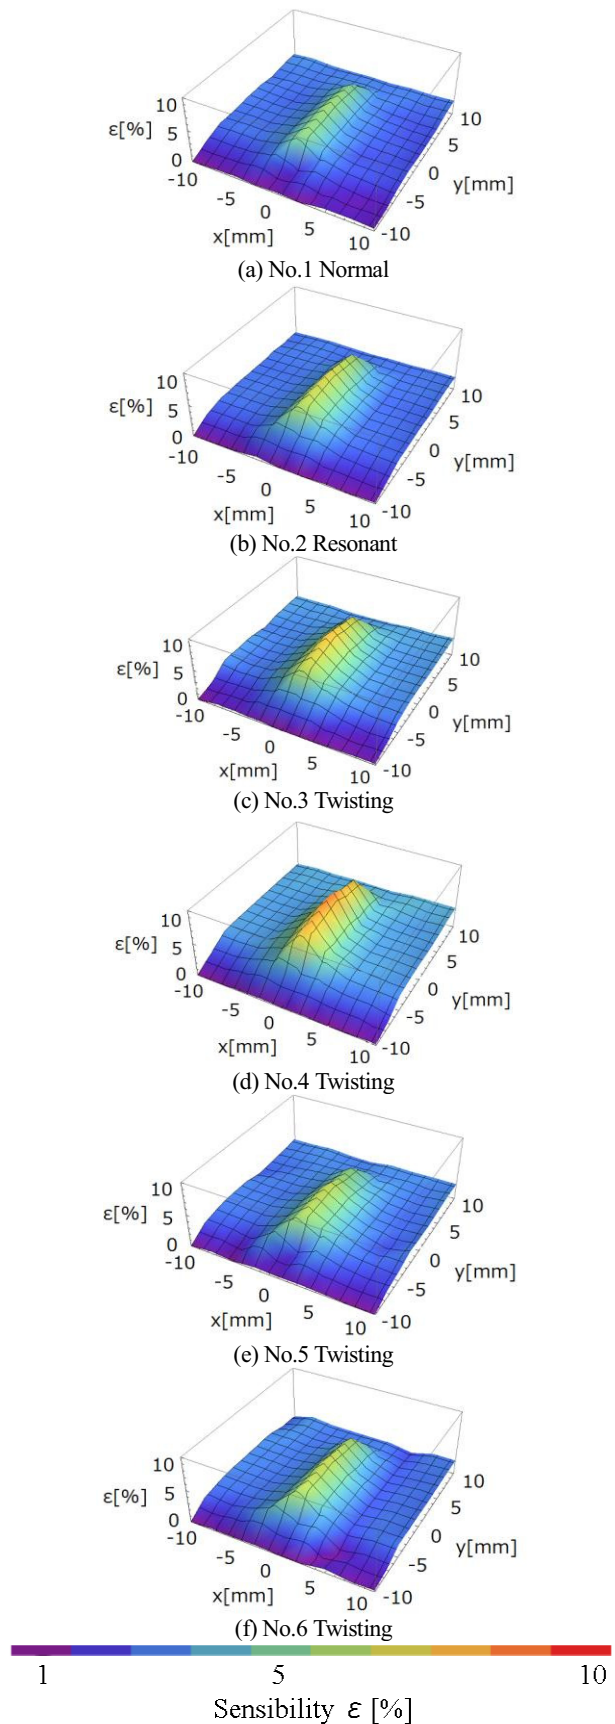 10
ε[%] 5
0
-10
-5
0
5
10
x[mm]
10
5
0
-5
-10
y[mm]
(a) No.1 Normal
10
ε[%] 5
0
-10
-5
0
5
10
x[mm]
10
5
0
-5
-10
y[mm]
(b) No.2 Resonant
10
ε[%] 5
0
-10
-5
0
5
10
x[mm]
10
5
0
-5
-10
y[mm]
(c) No.3 Twisting
10
ε[%] 5
0
-10
-5
0
5
10
x[mm]
10
5
0
-5
-10
y[mm]
(d) No.4 Twisting
10
ε[%] 5
0
-10
-5
0
5
10
x[mm]
10
5
0
-5
-10
y[mm]
(e) No.5 Twisting
10
ε[%] 5
0
-10
-5
0
5
10
x[mm]
10
5
0
-5
-10
y[mm]
(f) No.6 Twisting
1 5 10
Sensibility ε [%]